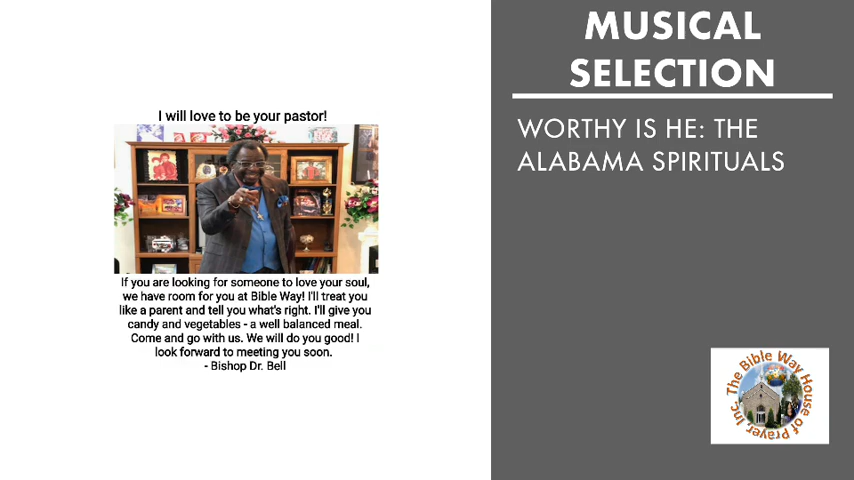 I will love to be your pastor!
If you are looking for someone to love your soul,
we have room for you at Bible Way! I'll treat you
like a parent and tell you what's right. I'll give you
candy and vegetables - a well balanced meal.
Come and go with us. We will do you good! I
look forward to meeting you soon.
- Bishop Dr. Bell
MUSICAL
SELECTION
WORTHY IS HE: THE
ALABAMA SPIRITUALS
The Bible Way House of Prayer, Inc.